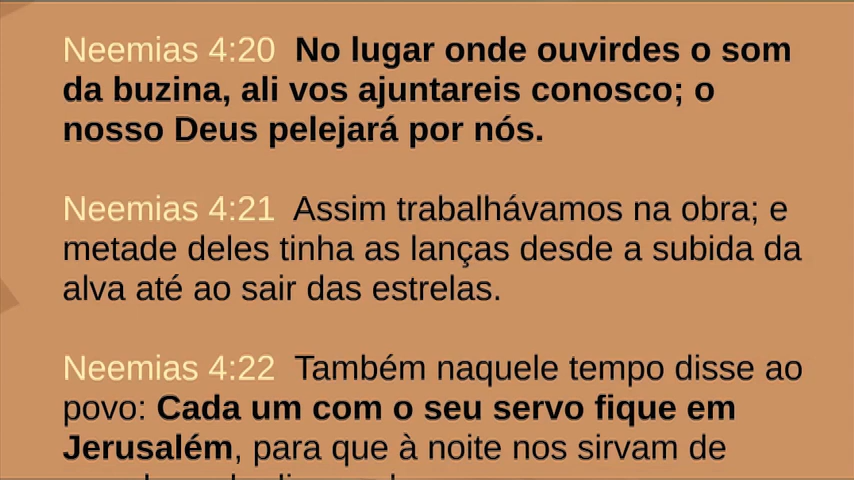 Neemias 4:20 No lugar onde ouvirdes o som
da buzina, ali vos ajuntareis conosco; o
nosso Deus pelejará por nós.
Neemias 4:21 Assim trabalhávamos na obra; e
metade deles tinha as lanças desde a subida da
alva até ao sair das estrelas.
Neemias 4:22 Também naquele tempo disse ao
povo: Cada um com o seu servo fique em
Jerusalém, para que à noite nos sirvam de